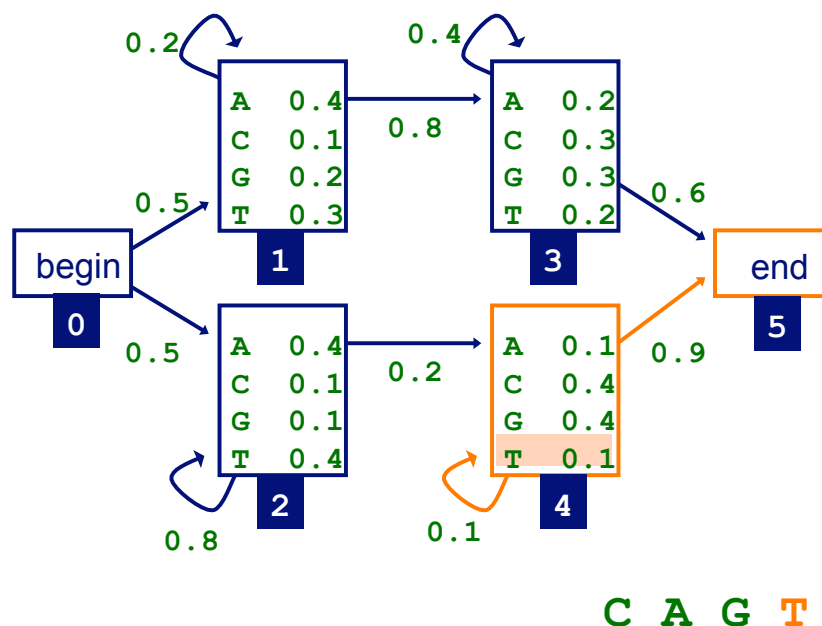 0.2
0.4
A 0.4
C 0.1
G 0.2
T 0.3
1
0.8
A 0.2
C 0.3
G 0.3
T 0.2
3
0.5
0.6
begin
0
end
5
0.5
A 0.4
C 0.1
G 0.1
T 0.4
2
0.2
A 0.1
C 0.4
G 0.4
T 0.1
4
0.9
0.8
0.1
C A G T